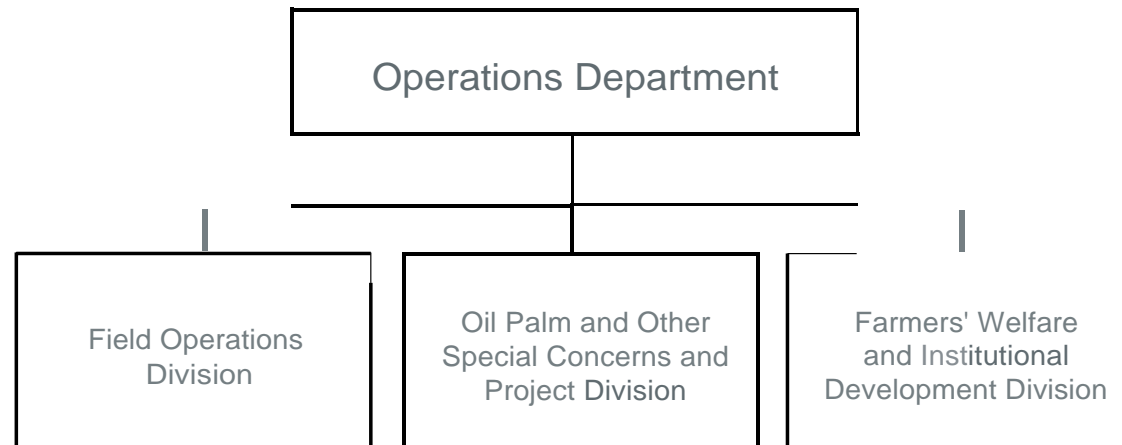 Operations Department
Field Operations
Division
Oil Palm and Other
Special Concerns and
Project Division
Farmers' Welfare
and Institutional
Development Division